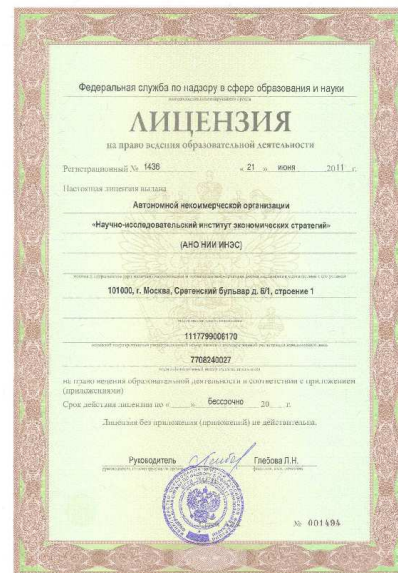 Федеральная служба по надзору в сфере образования и науки
ЛИЦЕНЗИЯ
на право ведения образовательной деятельности
Регистрационный № 1436 « 21 » июня 2011 г.
Настоящая лицензия выдана
Автономной некоммерческой организации
«Научно-исследовательский институт экономических стратегий»
(АНО НИИ ИНЭС)
101000, г. Москва, Сретенский бульвар д. 6/1, строение 1
1117799006170
7708240027
на право ведения образовательной деятельности в соответствии с приложением
(приложениями)
Срок действия лицензии по « » бессрочно 20 г.
Лицензия без приложения (приложений) не действительна.
Руководитель Глебова Л.Н.
№ 001494